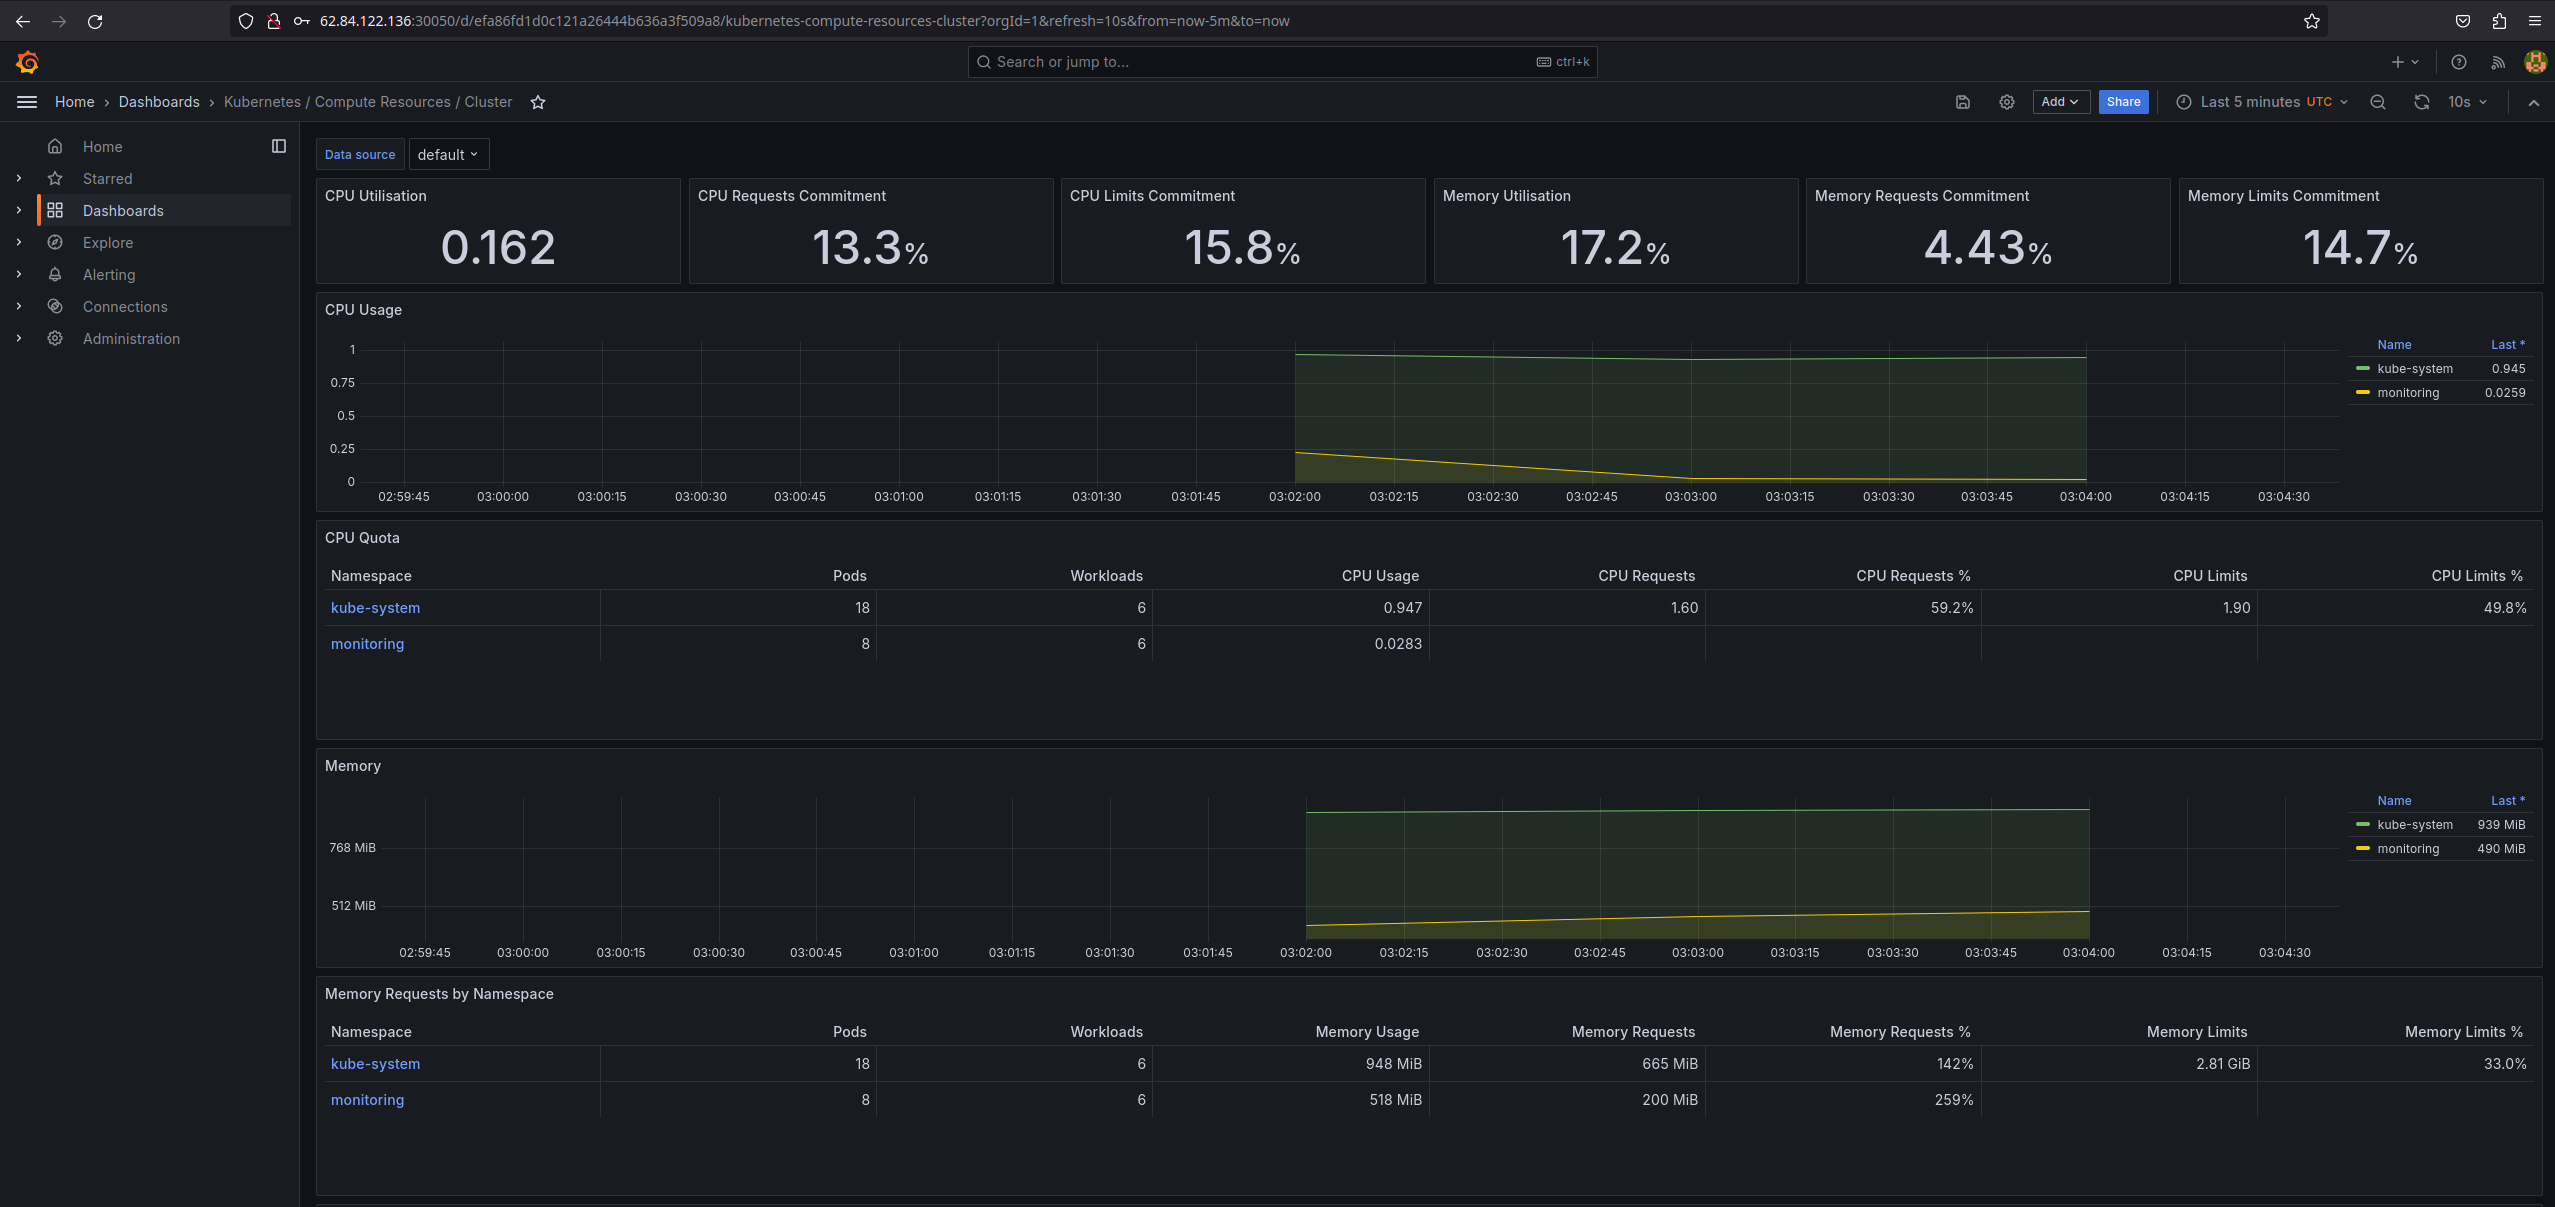 62.84.122.136:30050/d/efa86fd1d0c121a26444b636a3f509a8/kubernetes-compute-resources-cluster?orgId=1&refresh=10s&from=now-5m&to=now
Search or jump to... ctrl+k
Home › Dashboards › Kubernetes / Compute Resources / Cluster Add Share Last 5 minutes UTC 10s
Home
Starred
Dashboards
Explore
Alerting
Connections
Administration
Data source default
CPU Utilisation CPU Requests Commitment CPU Limits Commitment Memory Utilisation Memory Requests Commitment Memory Limits Commitment
0.162 13.3% 15.8% 17.2% 4.43% 14.7%
CPU Usage
1
0.75
0.5
0.25
0
02:59:45 03:00:00 03:00:15 03:00:30 03:00:45 03:01:00 03:01:15 03:01:30 03:01:45 03:02:00 03:02:15 03:02:30 03:02:45 03:03:00 03:03:15 03:03:30 03:03:45 03:04:00 03:04:15 03:04:30
Name Last *
kube-system 0.945
monitoring 0.0259
CPU Quota
Namespace Pods Workloads CPU Usage CPU Requests CPU Requests % CPU Limits CPU Limits %
kube-system 18 6 0.947 1.60 59.2% 1.90 49.8%
monitoring 8 6 0.0283
Memory
768 MiB
512 MiB
02:59:45 03:00:00 03:00:15 03:00:30 03:00:45 03:01:00 03:01:15 03:01:30 03:01:45 03:02:00 03:02:15 03:02:30 03:02:45 03:03:00 03:03:15 03:03:30 03:03:45 03:04:00 03:04:15 03:04:30
Name Last *
kube-system 939 MiB
monitoring 490 MiB
Memory Requests by Namespace
Namespace Pods Workloads Memory Usage Memory Requests Memory Requests % Memory Limits Memory Limits %
kube-system 18 6 948 MiB 665 MiB 142% 2.81 GiB 33.0%
monitoring 8 6 518 MiB 200 MiB 259%